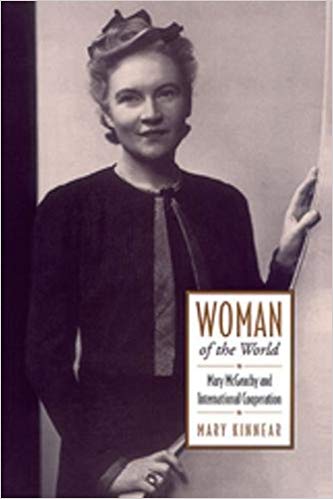 WOMAN
of the World
Mary McGeachy and
International Cooperation
MARY KINNEAR